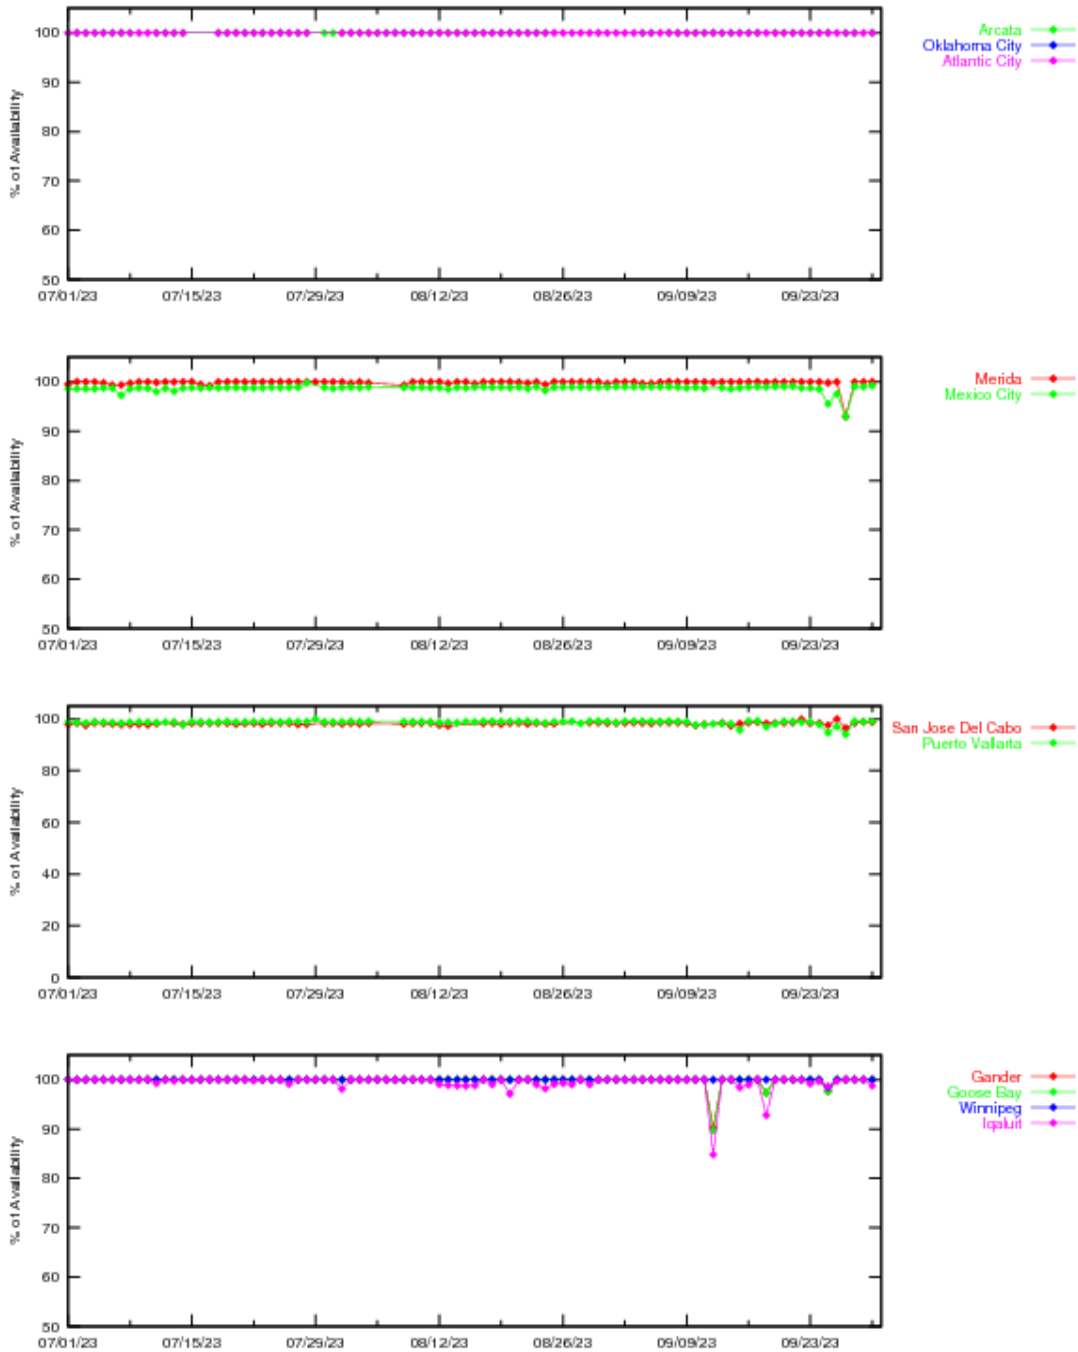 100
90
80
70
60
50
% of Availability
07/01/23 07/15/23 07/29/23 08/12/23 08/26/23 09/09/23 09/23/23
Arcata
Oklahoma City
Atlantic City
100
90
80
70
60
50
% of Availability
07/01/23 07/15/23 07/29/23 08/12/23 08/26/23 09/09/23 09/23/23
Merida
Mexico City
100
80
60
40
20
0
% of Availability
07/01/23 07/15/23 07/29/23 08/12/23 08/26/23 09/09/23 09/23/23
San Jose Del Cabo
Puerto Vallarta
100
90
80
70
60
50
% of Availability
07/01/23 07/15/23 07/29/23 08/12/23 08/26/23 09/09/23 09/23/23
Gander
Goose Bay
Winnipeg
Iqaluit